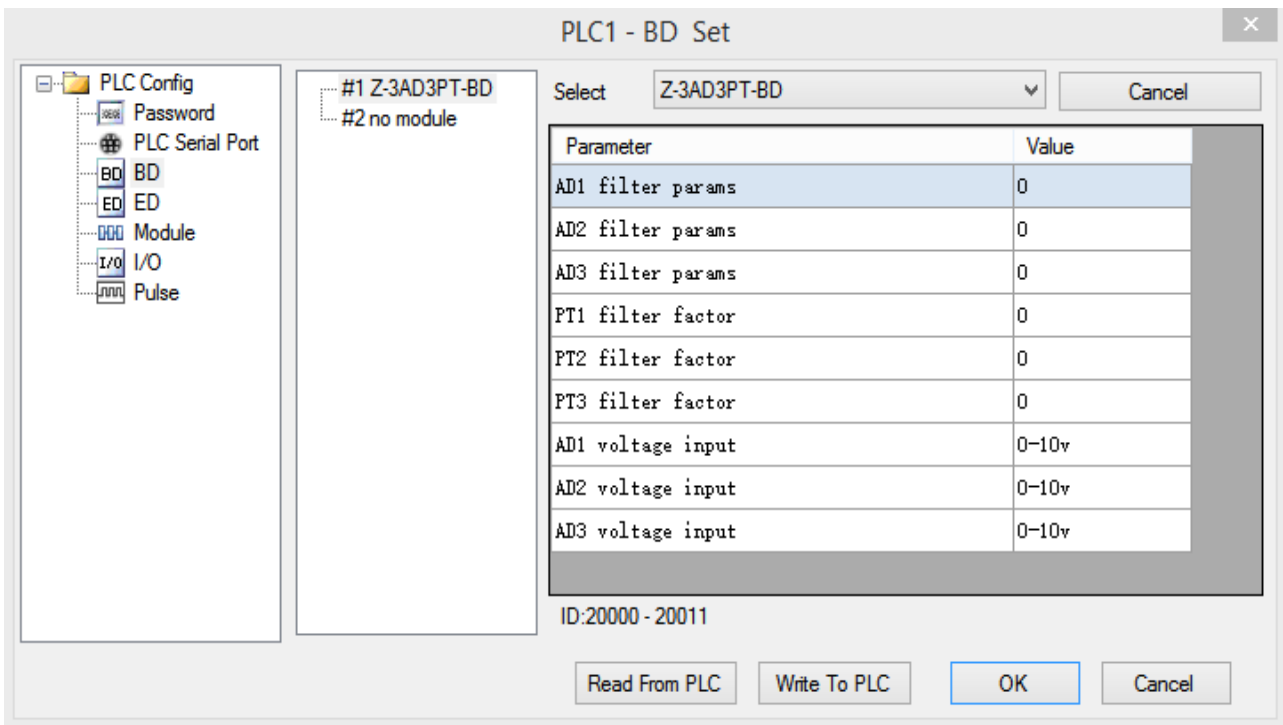 PLC1 - BD Set
PLC Config
Password
PLC Serial Port
BD BD
ED ED
Module
I/O I/O
Pulse
#1 Z-3AD3PT-BD
#2 no module
Select Z-3AD3PT-BD Cancel
Parameter Value
AD1 filter params 0
AD2 filter params 0
AD3 filter params 0
PT1 filter factor 0
PT2 filter factor 0
PT3 filter factor 0
AD1 voltage input 0-10v
AD2 voltage input 0-10v
AD3 voltage input 0-10v
ID:20000 - 20011
Read From PLC Write To PLC OK Cancel